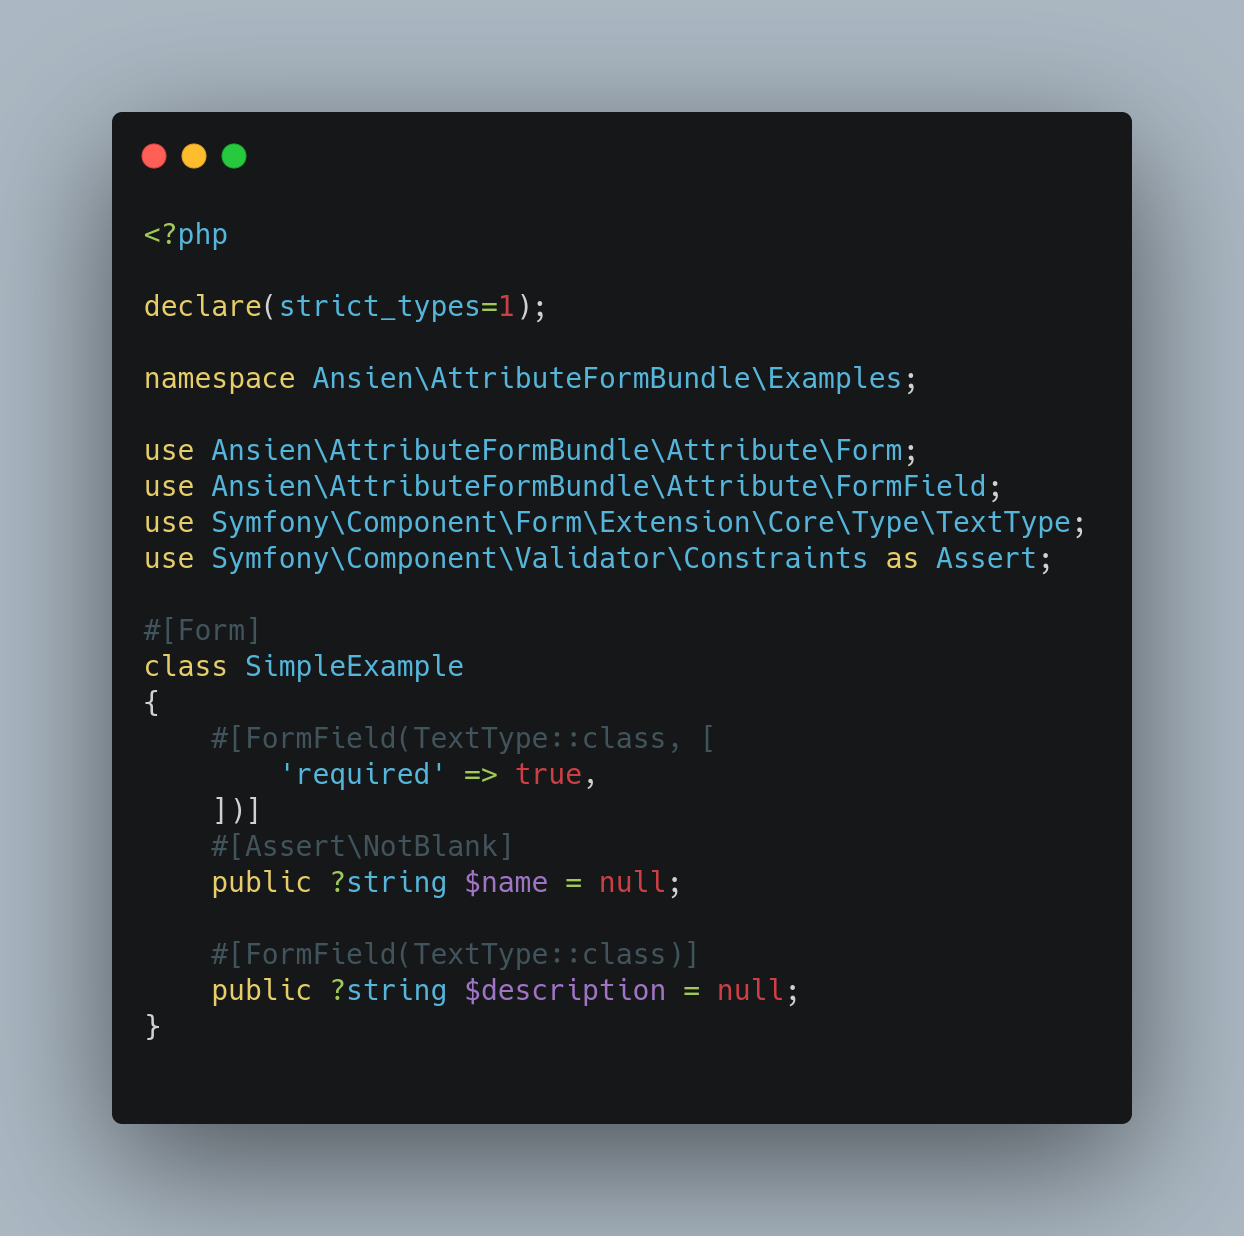 <?php

declare(strict_types=1);

namespace Ansien\AttributeFormBundle\Examples;

use Ansien\AttributeFormBundle\Attribute\Form;
use Ansien\AttributeFormBundle\Attribute\FormField;
use Symfony\Component\Form\Extension\Core\Type\TextType;
use Symfony\Component\Validator\Constraints as Assert;

#[Form]
class SimpleExample
{
    #[FormField(TextType::class, [
        'required' => true,
    ])]
    #[Assert\NotBlank]
    public ?string $name = null;

    #[FormField(TextType::class)]
    public ?string $description = null;
}